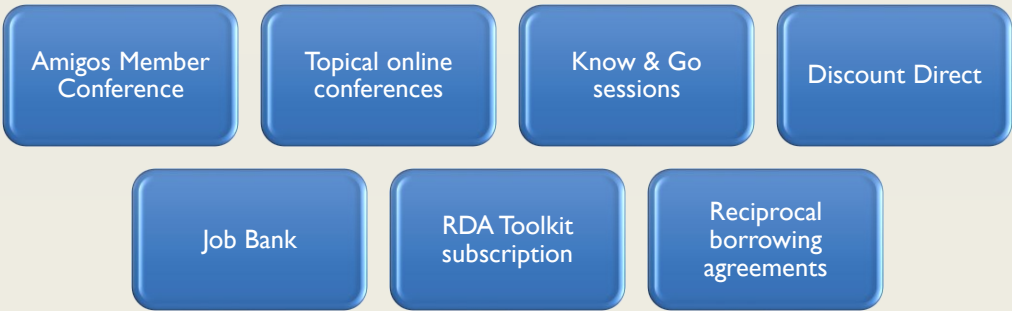 Amigos Member
Conference
Topical online
conferences
Know & Go
sessions
Discount Direct
Job Bank
RDA Toolkit
subscription
Reciprocal
borrowing
agreements